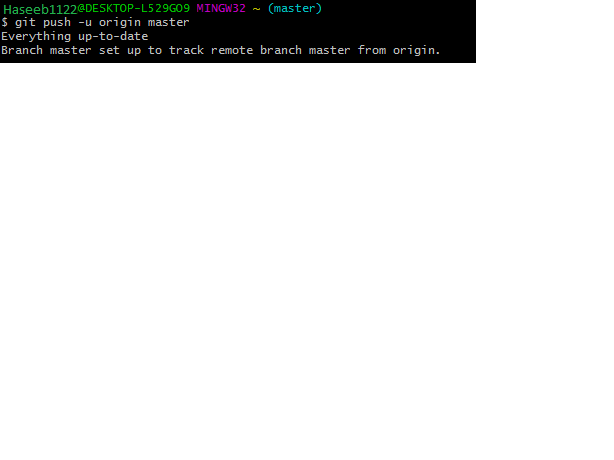 Haseeb1122@DESKTOP-L529GO9 MINGW32 ~ (master)
$ git push -u origin master
Everything up-to-date
Branch master set up to track remote branch master from origin.